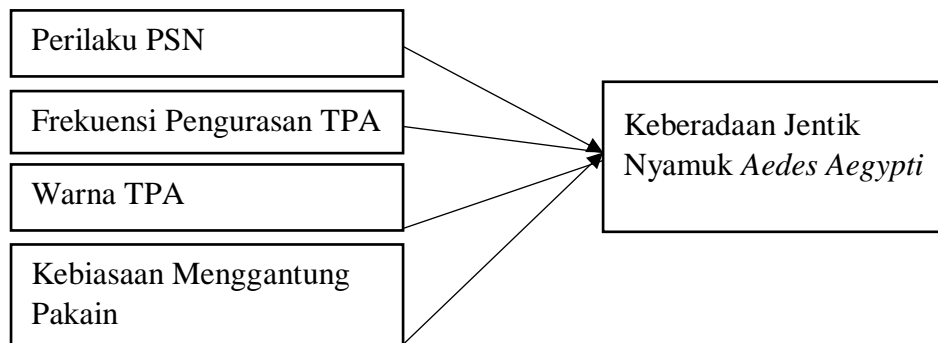 Perilaku PSN
Frekuensi Pengurasan TPA
Warna TPA
Kebiasaan Menggantung
Pakain
Keberadaan Jentik
Nyamuk Aedes Aegypti